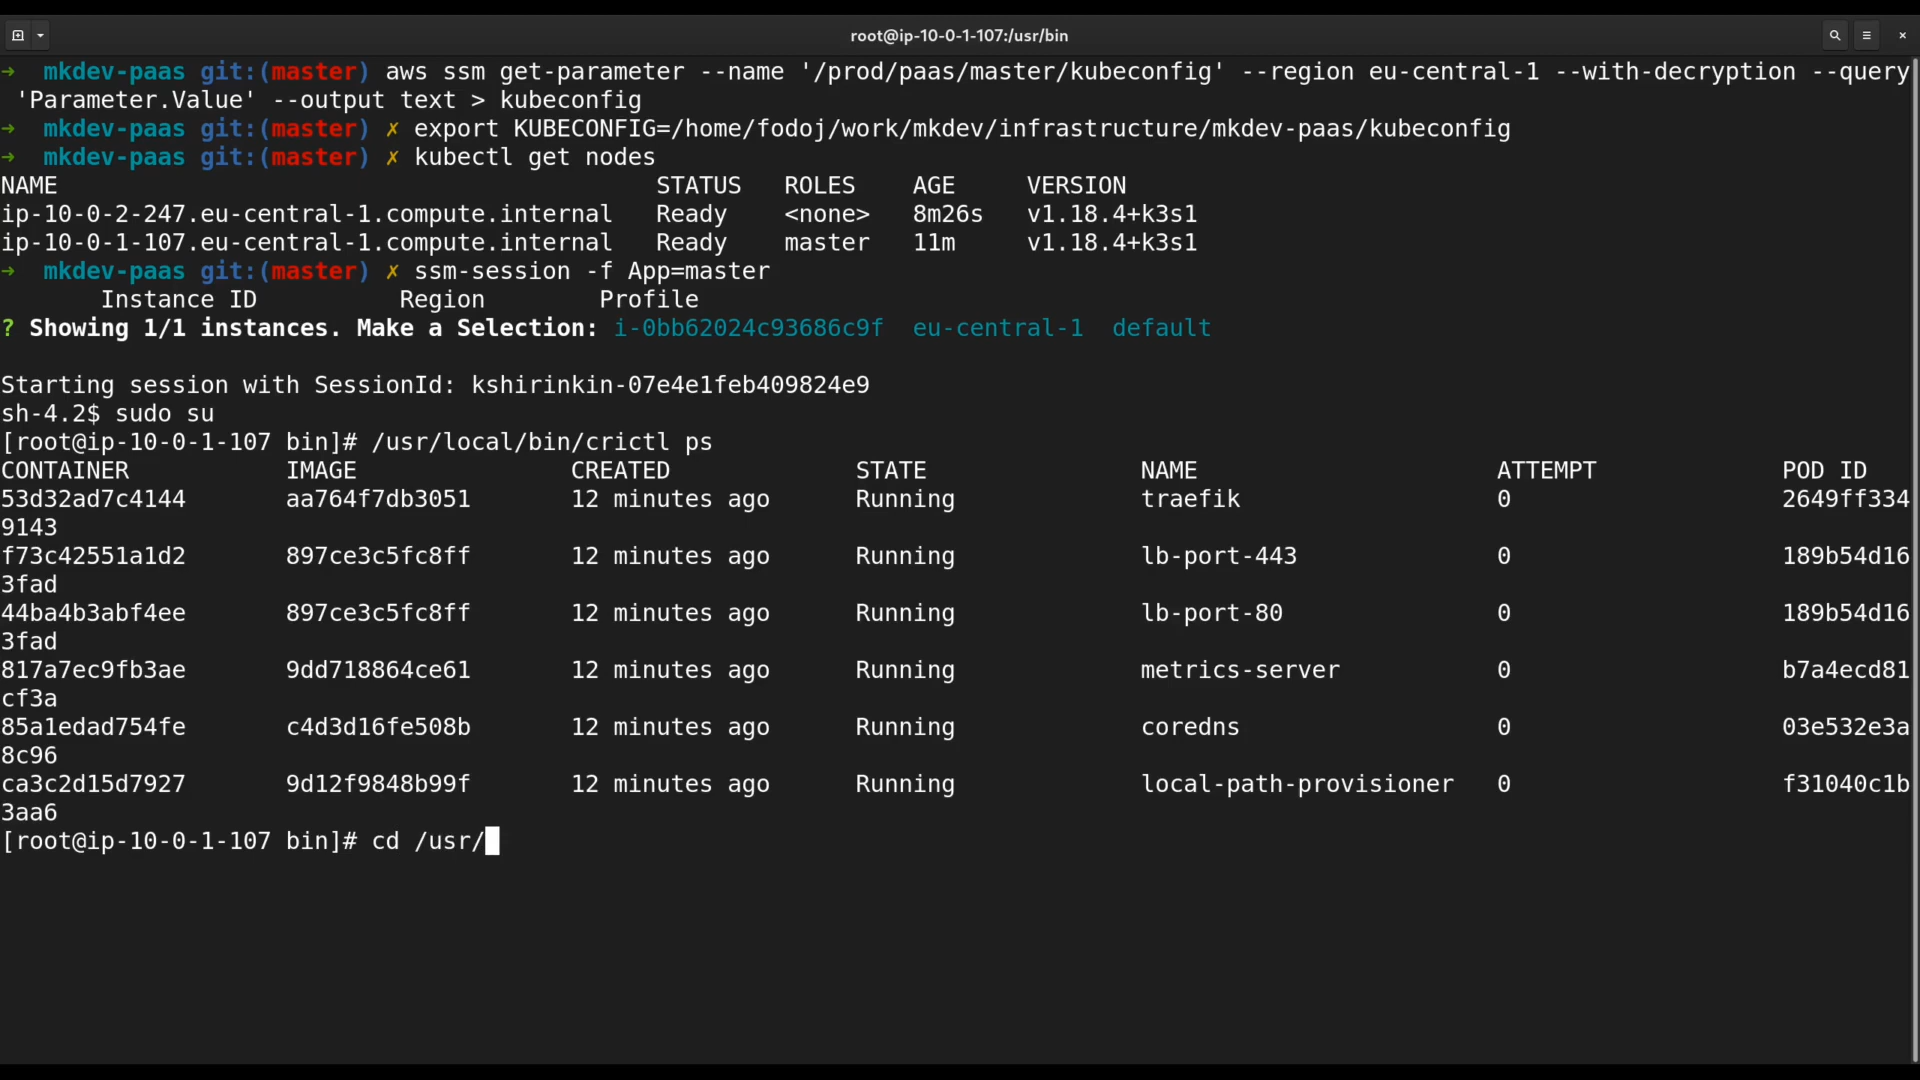 root@ip-10-0-1-107:/usr/bin
→ mkdev-paas git:(master) aws ssm get-parameter --name '/prod/paas/master/kubeconfig' --region eu-central-1 --with-decryption --query
'Parameter.Value' --output text > kubeconfig
→ mkdev-paas git:(master) ✗ export KUBECONFIG=/home/fodoj/work/mkdev/infrastructure/mkdev-paas/kubeconfig
→ mkdev-paas git:(master) ✗ kubectl get nodes
NAME STATUS ROLES AGE VERSION
ip-10-0-2-247.eu-central-1.compute.internal Ready <none> 8m26s v1.18.4+k3s1
ip-10-0-1-107.eu-central-1.compute.internal Ready master 11m v1.18.4+k3s1
→ mkdev-paas git:(master) ✗ ssm-session -f App=master
Instance ID Region Profile
? Showing 1/1 instances. Make a Selection: i-0bb62024c93686c9f eu-central-1 default
Starting session with SessionId: kshirinkin-07e4e1feb409824e9
sh-4.2$ sudo su
[root@ip-10-0-1-107 bin]# /usr/local/bin/crictl ps
CONTAINER IMAGE CREATED STATE NAME ATTEMPT POD ID
53d32ad7c4144 aa764f7db3051 12 minutes ago Running traefik 0 2649ff334
9143
f73c42551a1d2 897ce3c5fc8ff 12 minutes ago Running lb-port-443 0 189b54d16
3fad
44ba4b3abf4ee 897ce3c5fc8ff 12 minutes ago Running lb-port-80 0 189b54d16
3fad
817a7ec9fb3ae 9dd718864ce61 12 minutes ago Running metrics-server 0 b7a4ecd81
cf3a
85a1edad754fe c4d3d16fe508b 12 minutes ago Running coredns 0 03e532e3a
8c96
ca3c2d15d7927 9d12f9848b99f 12 minutes ago Running local-path-provisioner 0 f31040c1b
3aa6
[root@ip-10-0-1-107 bin]# cd /usr/